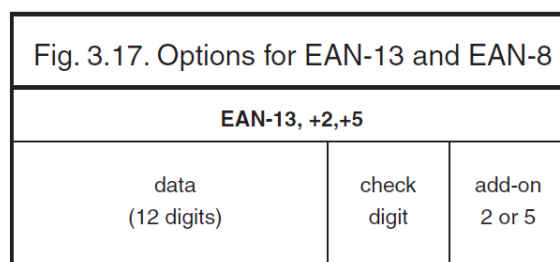 Fig. 3.17. Options for EAN-13 and EAN-8
EAN-13, +2,+5
data
(12 digits)
check
digit
add-on
2 or 5